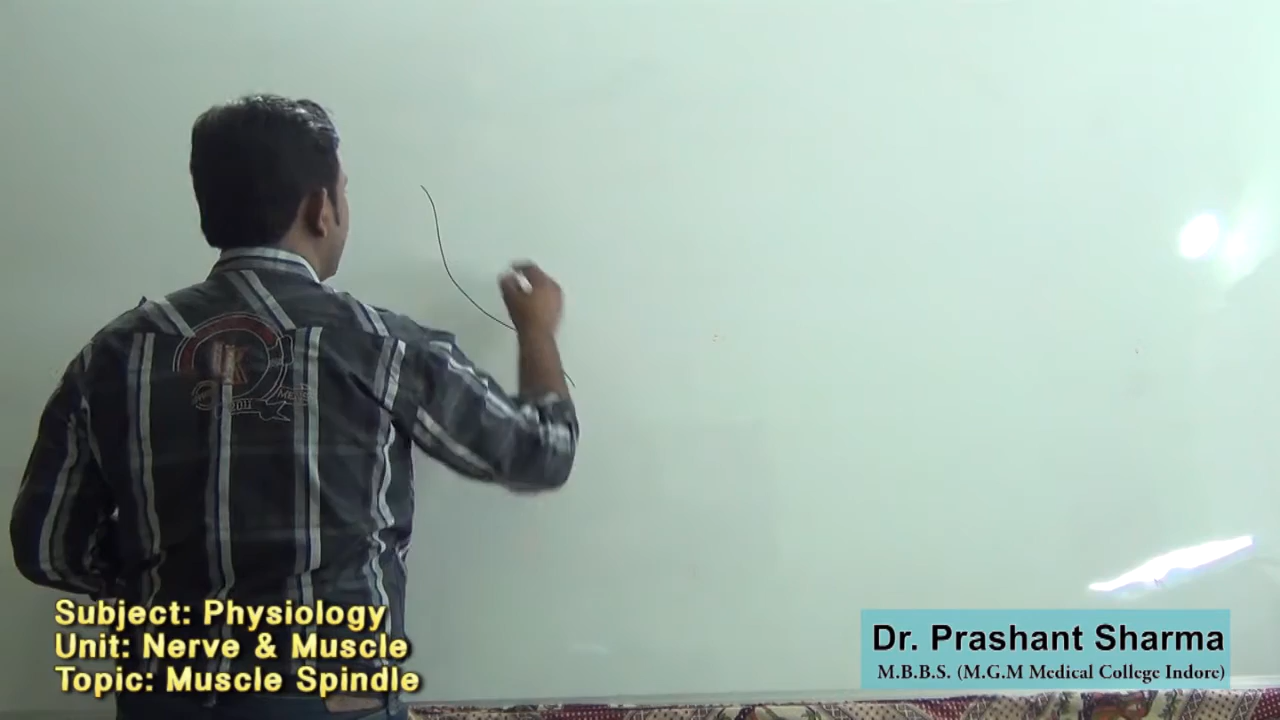 Subject: Physiology
Unit: Nerve & Muscle
Topic: Muscle Spindle
Dr. Prashant Sharma
M.B.B.S. (M.G.M Medical College Indore)